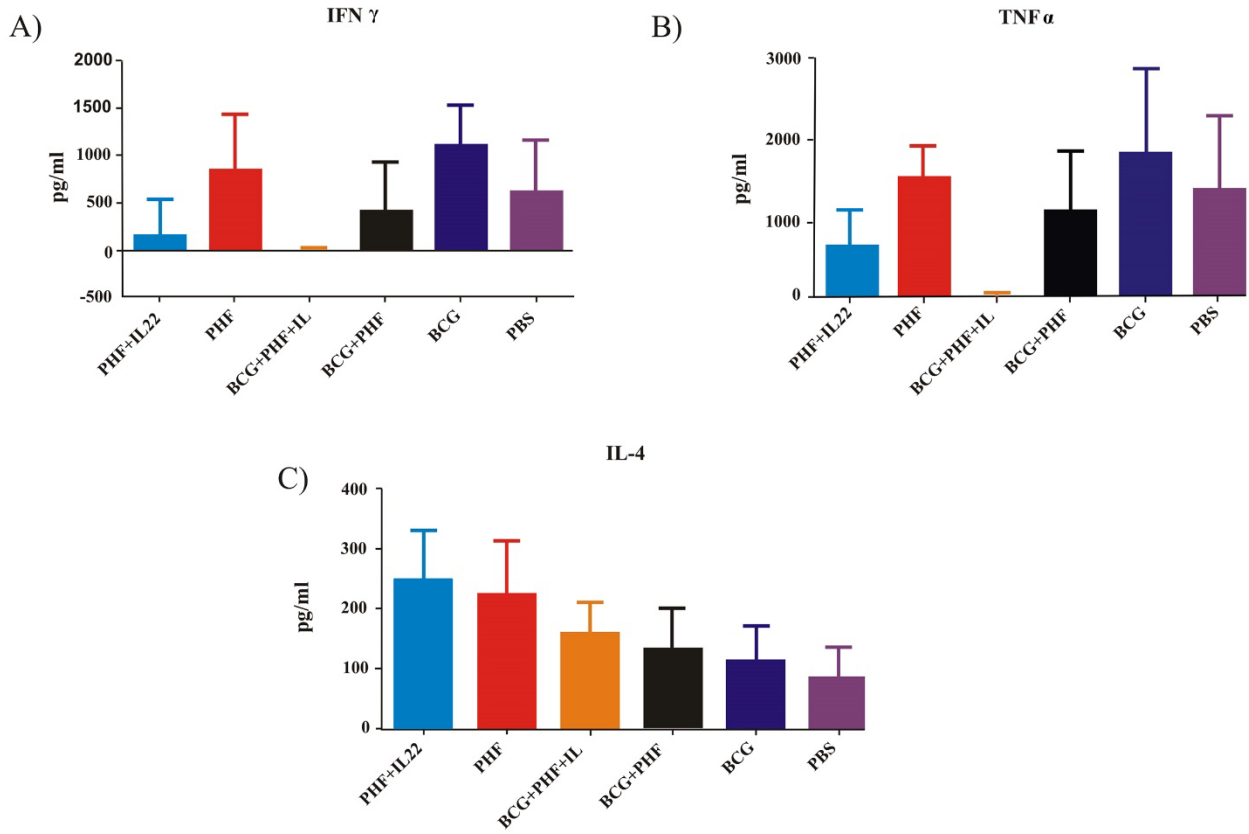 A)
IFN γ
pg/ml
2000
1500
1000
500
0
-500
PHF+IL22
PHF
BCG+PHF+IL
BCG+PHF
BCG
PBS
B)
TNF α
pg/ml
3000
2000
1000
0
PHF+IL22
PHF
BCG+PHF+IL
BCG+PHF
BCG
PBS
C)
IL-4
pg/ml
400
300
200
100
0
PHF+IL22
PHF
BCG+PHF+IL
BCG+PHF
BCG
PBS